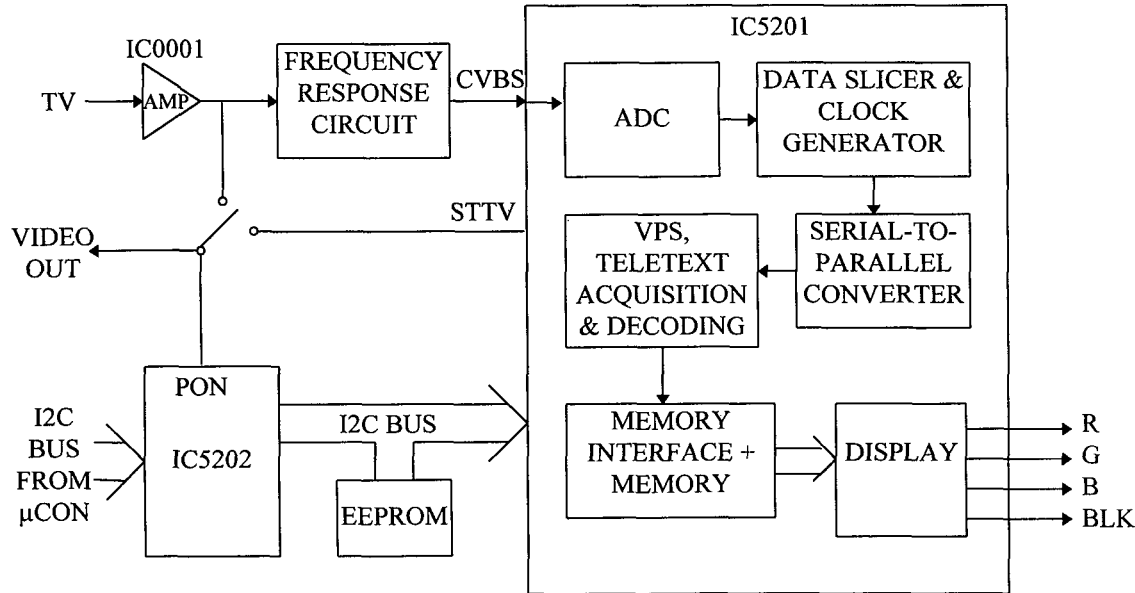 IC0001
TV
AMP
FREQUENCY
RESPONSE
CIRCUIT
CVBS
IC5201
ADC
DATA SLICER &
CLOCK
GENERATOR
VIDEO
OUT
STTV
VPS,
TELETEXT
ACQUISITION
& DECODING
SERIAL-TO-
PARALLEL
CONVERTER
I2C
BUS
FROM
μCON
PON
IC5202
I2C BUS
EEPROM
MEMORY
INTERFACE +
MEMORY
DISPLAY
R
G
B
BLK